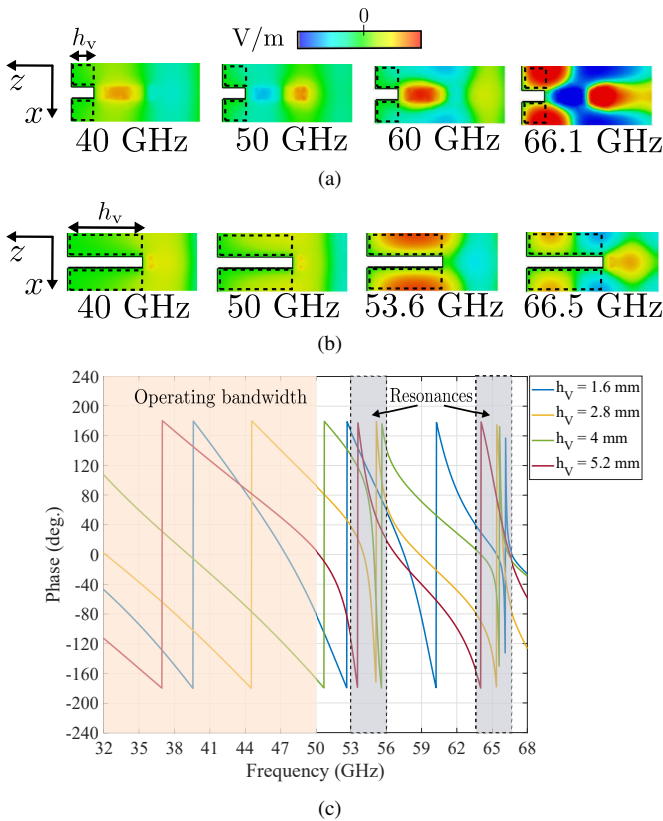 0
V/m
h_v
z
x
40 GHz 50 GHz 60 GHz 66.1 GHz
(a)
h_v
z
x
40 GHz 50 GHz 53.6 GHz 66.5 GHz
(b)
240
200
160
120
80
40
0
-40
-80
-120
-160
-200
-240
Phase (deg.)
Operating bandwidth
Resonances
h_V = 1.6 mm
h_V = 2.8 mm
h_V = 4 mm
h_V = 5.2 mm
32 35 38 41 44 47 50 53 56 59 62 65 68
Frequency (GHz)
(c)